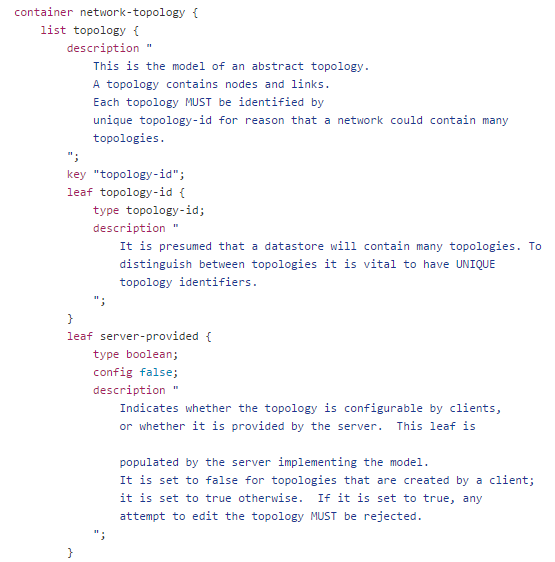 container network-topology {
    list topology {
        description "
            This is the model of an abstract topology.
            A topology contains nodes and links.
            Each topology MUST be identified by
            unique topology-id for reason that a network could contain many
            topologies.
        ";
        key "topology-id";
        leaf topology-id {
            type topology-id;
            description "
                It is presumed that a datastore will contain many topologies. To
                distinguish between topologies it is vital to have UNIQUE
                topology identifiers.
            ";
        }
        leaf server-provided {
            type boolean;
            config false;
            description "
                Indicates whether the topology is configurable by clients,
                or whether it is provided by the server.  This leaf is

                populated by the server implementing the model.
                It is set to false for topologies that are created by a client;
                it is set to true otherwise.  If it is set to true, any
                attempt to edit the topology MUST be rejected.
            ";
        }